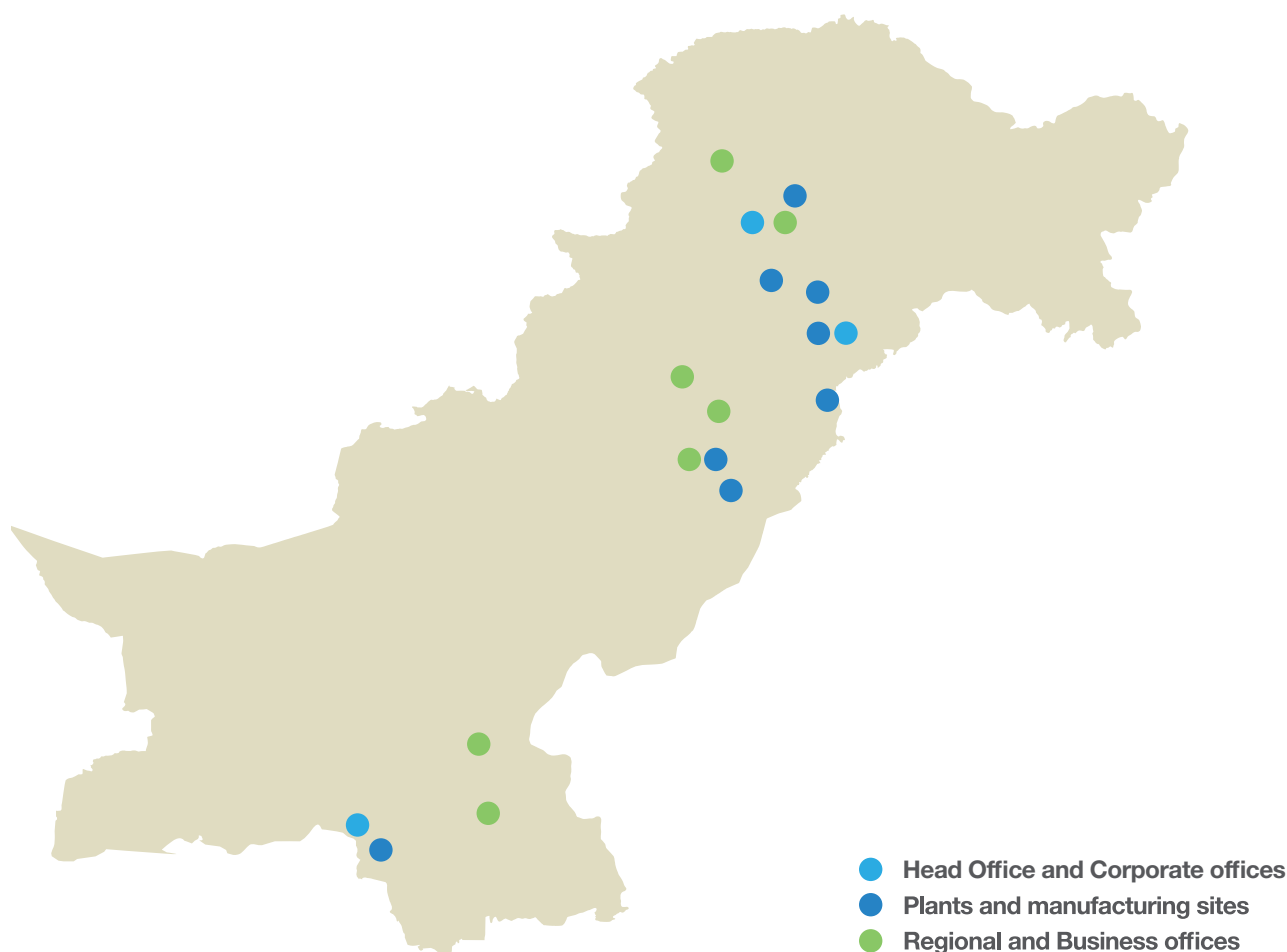 Head Office and Corporate offices
Plants and manufacturing sites
Regional and Business offices